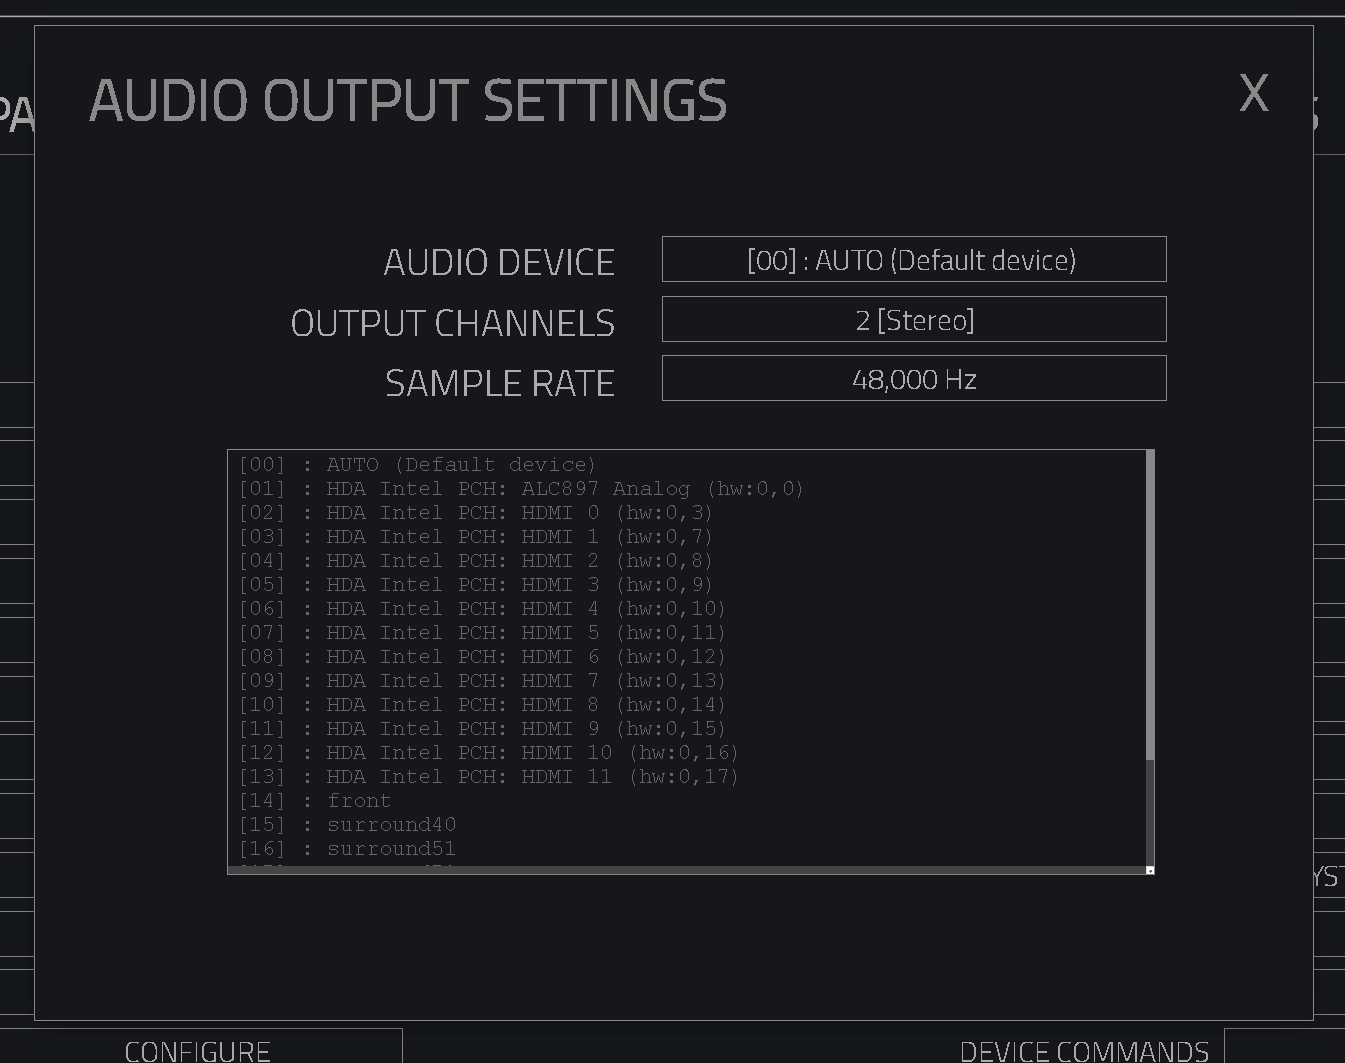 AUDIO OUTPUT SETTINGS
X
PA
S
AUDIO DEVICE
[00] : AUTO (Default device)
OUTPUT CHANNELS
2 [Stereo]
SAMPLE RATE
48,000 Hz
[00] : AUTO (Default device)
[01] : HDA Intel PCH: ALC897 Analog (hw:0,0)
[02] : HDA Intel PCH: HDMI 0 (hw:0,3)
[03] : HDA Intel PCH: HDMI 1 (hw:0,7)
[04] : HDA Intel PCH: HDMI 2 (hw:0,8)
[05] : HDA Intel PCH: HDMI 3 (hw:0,9)
[06] : HDA Intel PCH: HDMI 4 (hw:0,10)
[07] : HDA Intel PCH: HDMI 5 (hw:0,11)
[08] : HDA Intel PCH: HDMI 6 (hw:0,12)
[09] : HDA Intel PCH: HDMI 7 (hw:0,13)
[10] : HDA Intel PCH: HDMI 8 (hw:0,14)
[11] : HDA Intel PCH: HDMI 9 (hw:0,15)
[12] : HDA Intel PCH: HDMI 10 (hw:0,16)
[13] : HDA Intel PCH: HDMI 11 (hw:0,17)
[14] : front
[15] : surround40
[16] : surround51
YST
CONFIGURE
DEVICE COMMANDS